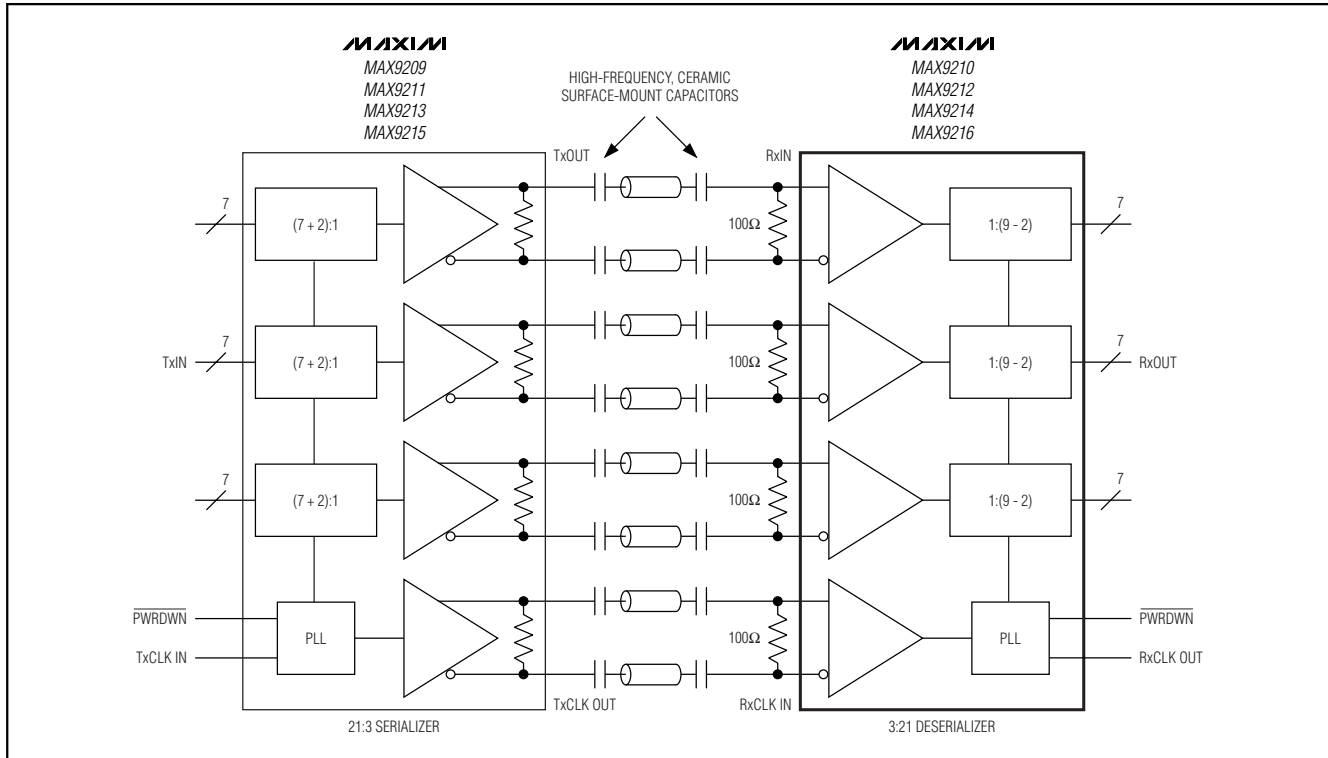 MAXIM
MAX9209
MAX9211
MAX9213
MAX9215
HIGH-FREQUENCY, CERAMIC
SURFACE-MOUNT CAPACITORS
MAXIM
MAX9210
MAX9212
MAX9214
MAX9216
TxOUT
RxIN
7
(7 + 2):1
100Ω
1:(9 - 2)
7
TxIN
7
(7 + 2):1
100Ω
1:(9 - 2)
7
RxOUT
7
(7 + 2):1
100Ω
1:(9 - 2)
7
PWRDWN
TxCLK IN
PLL
100Ω
PLL
PWRDWN
RxCLK OUT
TxCLK OUT
RxCLK IN
21:3 SERIALIZER
3:21 DESERIALIZER